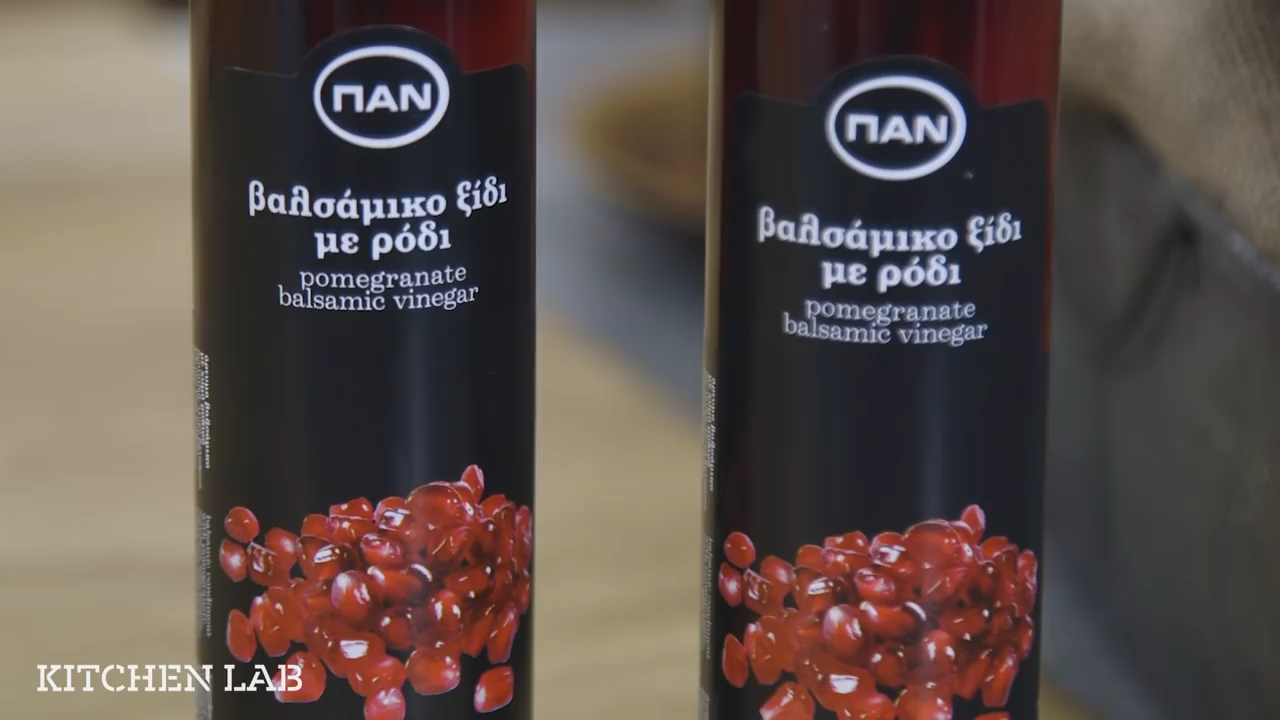 ΠΑΝ
βαλσάμικο ξίδι
με ρόδι
pomegranate
balsamic vinegar
ΠΑΝ
βαλσάμικο ξίδι
με ρόδι
pomegranate
balsamic vinegar
KITCHEN LAB